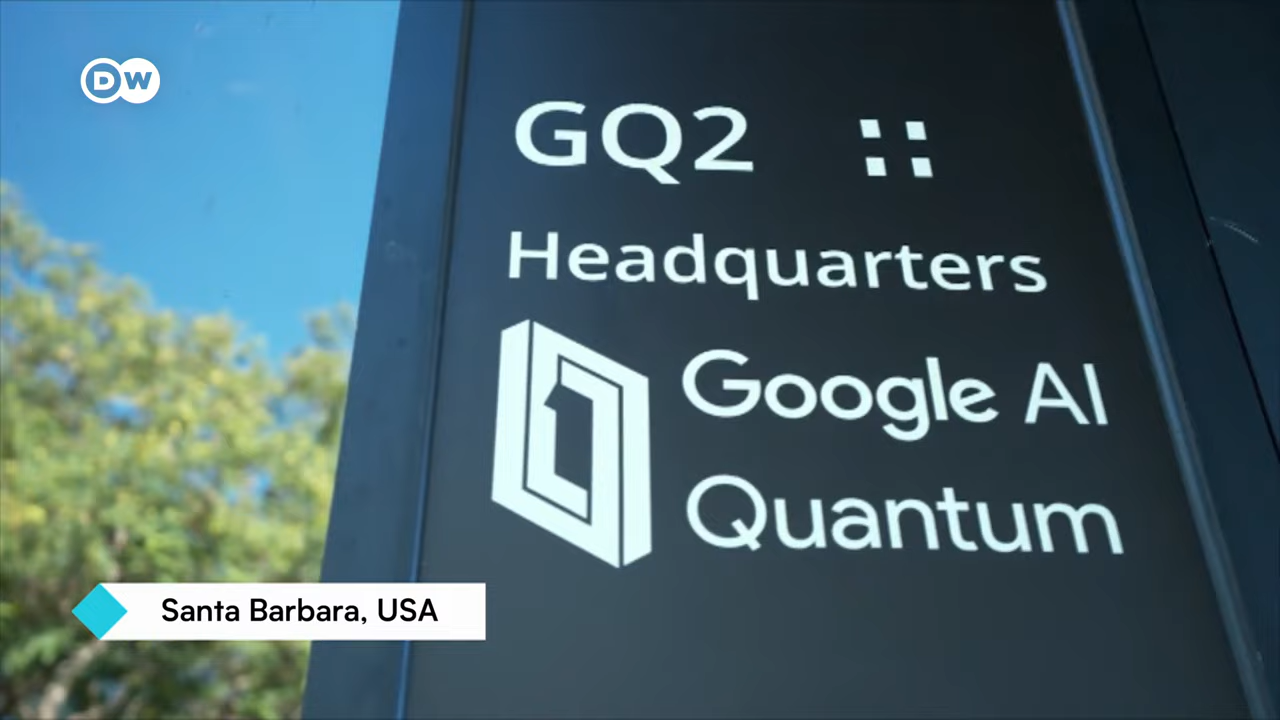 DW
GQ2
Headquarters
Google AI
Quantum
Santa Barbara, USA